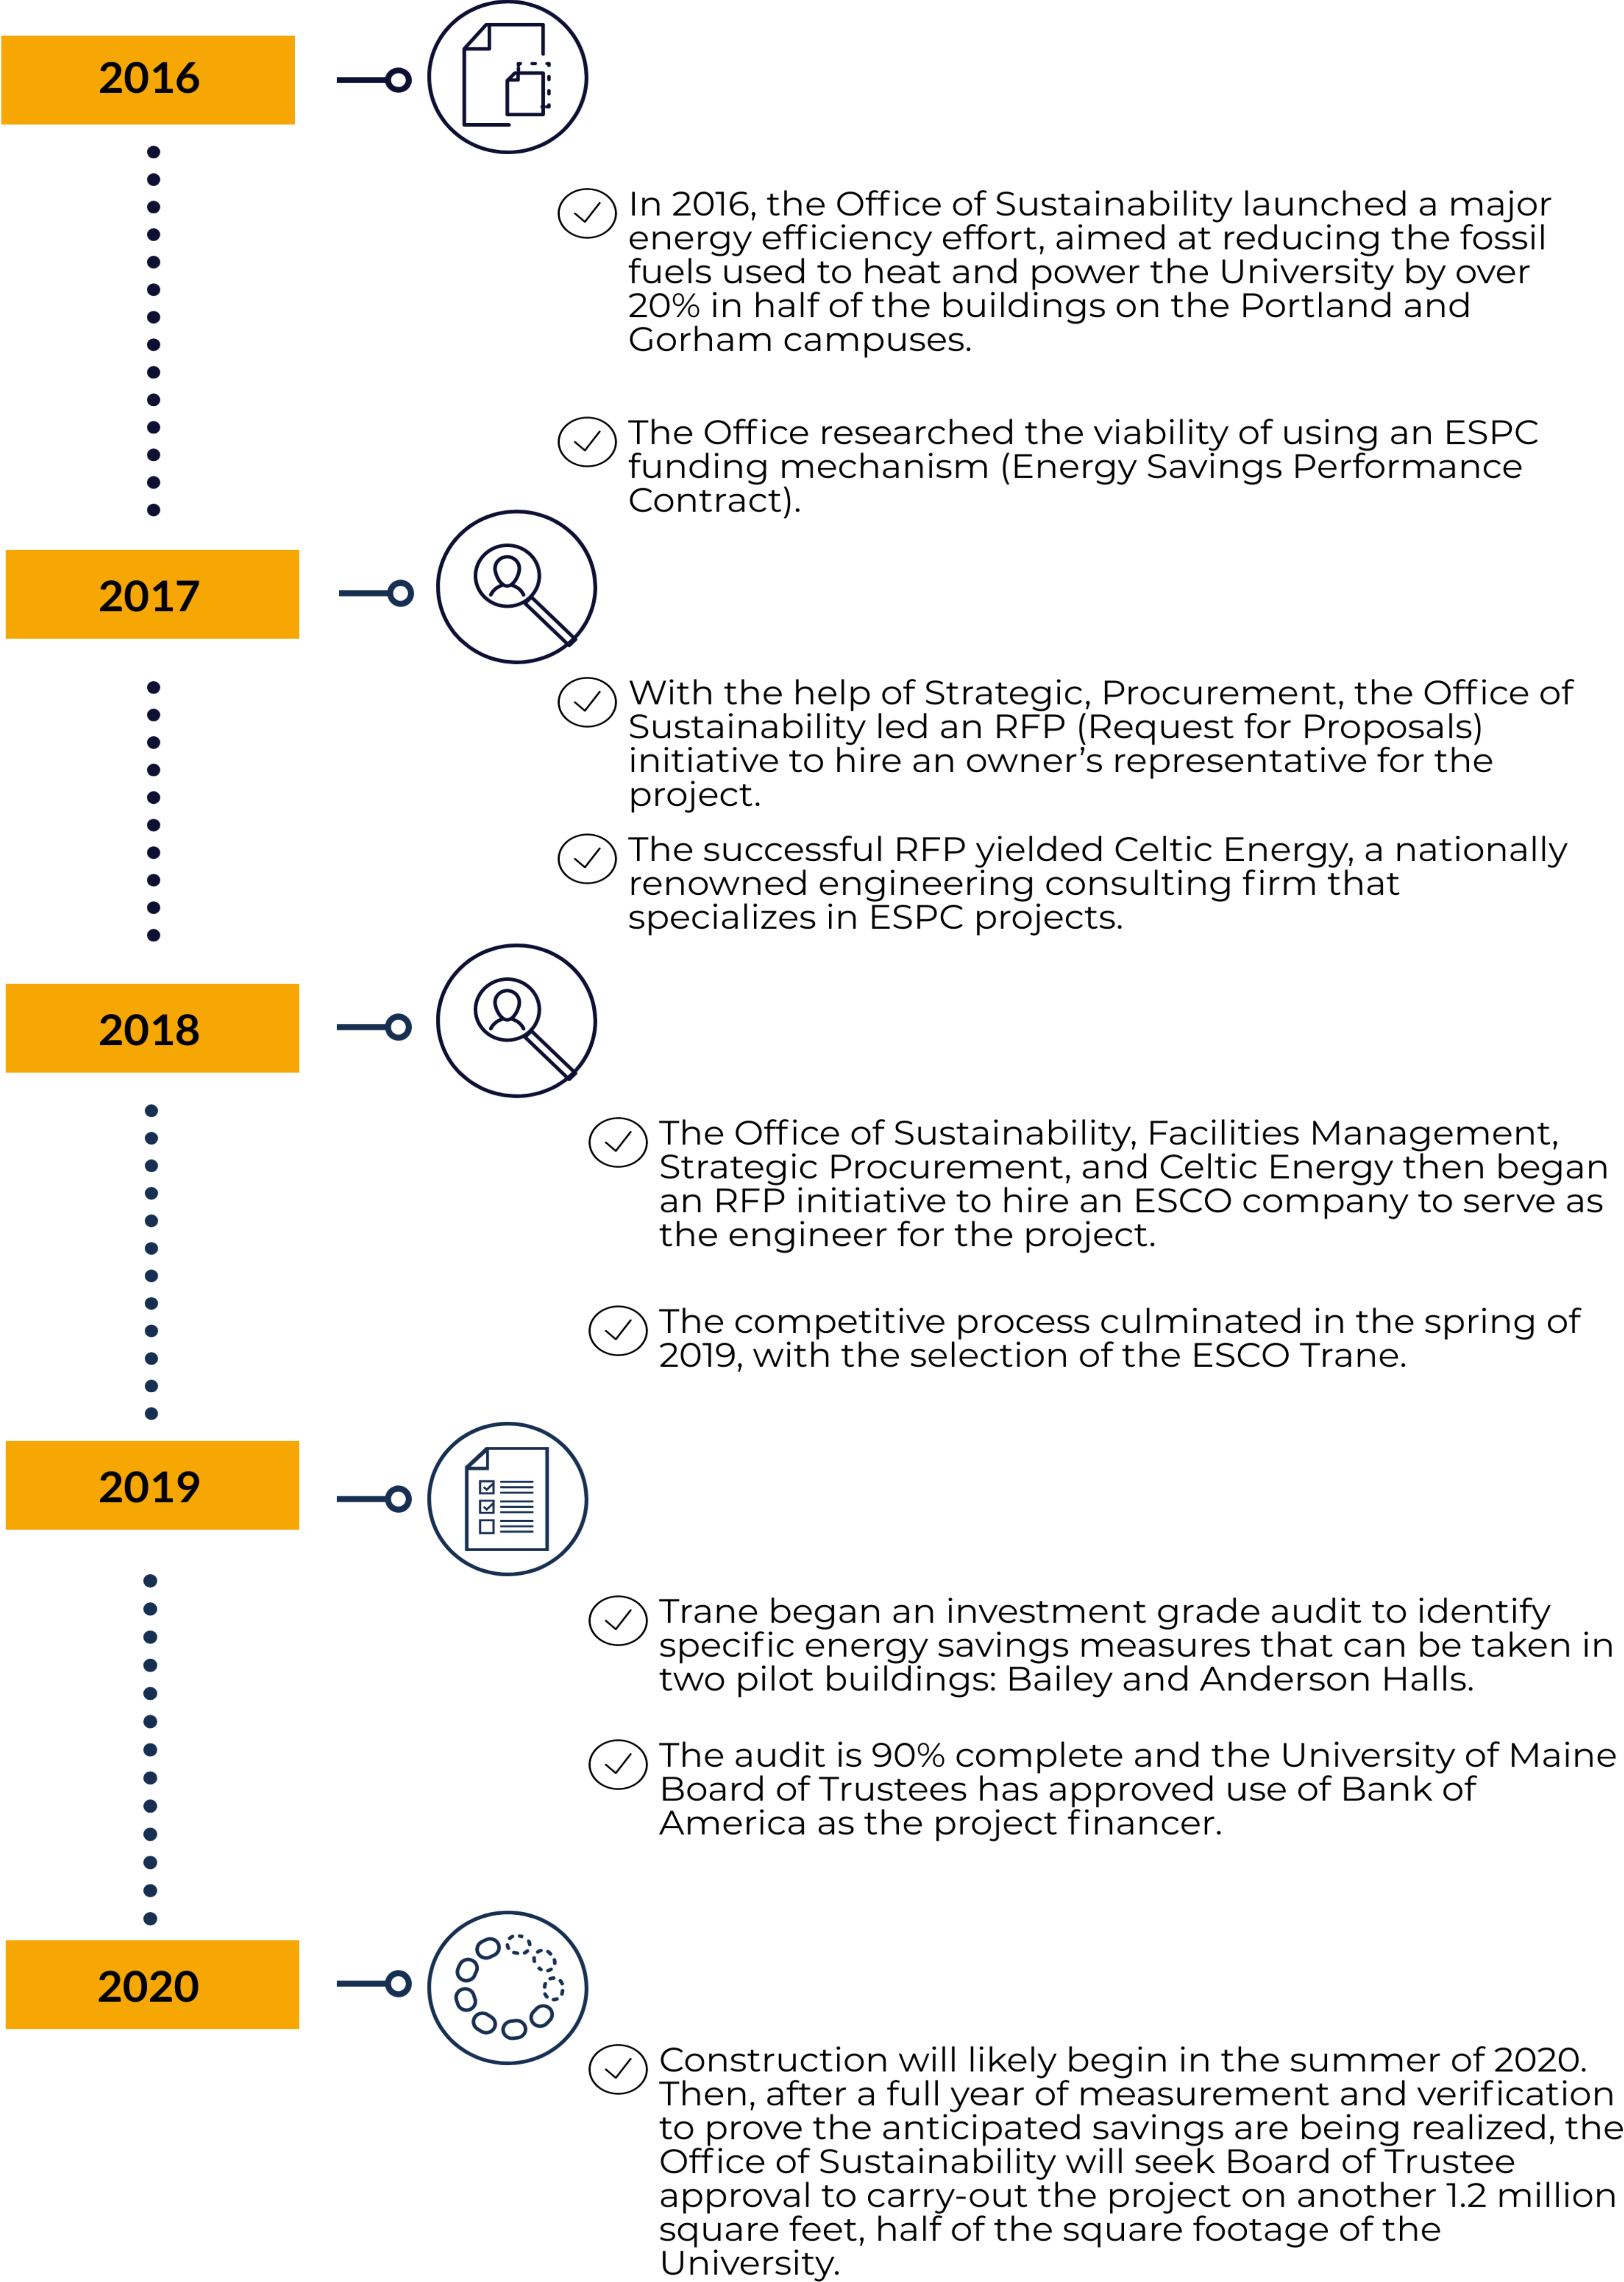 2016
In 2016, the Office of Sustainability launched a major
energy efficiency effort, aimed at reducing the fossil
fuels used to heat and power the University by over
20% in half of the buildings on the Portland and
Gorham campuses.
The Office researched the viability of using an ESPC
funding mechanism (Energy Savings Performance
Contract).
2017
With the help of Strategic, Procurement, the Office of
Sustainability led an RFP (Request for Proposals)
initiative to hire an owner’s representative for the
project.
The successful RFP yielded Celtic Energy, a nationally
renowned engineering consulting firm that
specializes in ESPC projects.
2018
The Office of Sustainability, Facilities Management,
Strategic Procurement, and Celtic Energy then began
an RFP initiative to hire an ESCO company to serve as
the engineer for the project.
The competitive process culminated in the spring of
2019, with the selection of the ESCO Trane.
2019
Trane began an investment grade audit to identify
specific energy savings measures that can be taken in
two pilot buildings: Bailey and Anderson Halls.
The audit is 90% complete and the University of Maine
Board of Trustees has approved use of Bank of
America as the project financer.
2020
Construction will likely begin in the summer of 2020.
Then, after a full year of measurement and verification
to prove the anticipated savings are being realized, the
Office of Sustainability will seek Board of Trustee
approval to carry-out the project on another 1.2 million
square feet, half of the square footage of the
University.